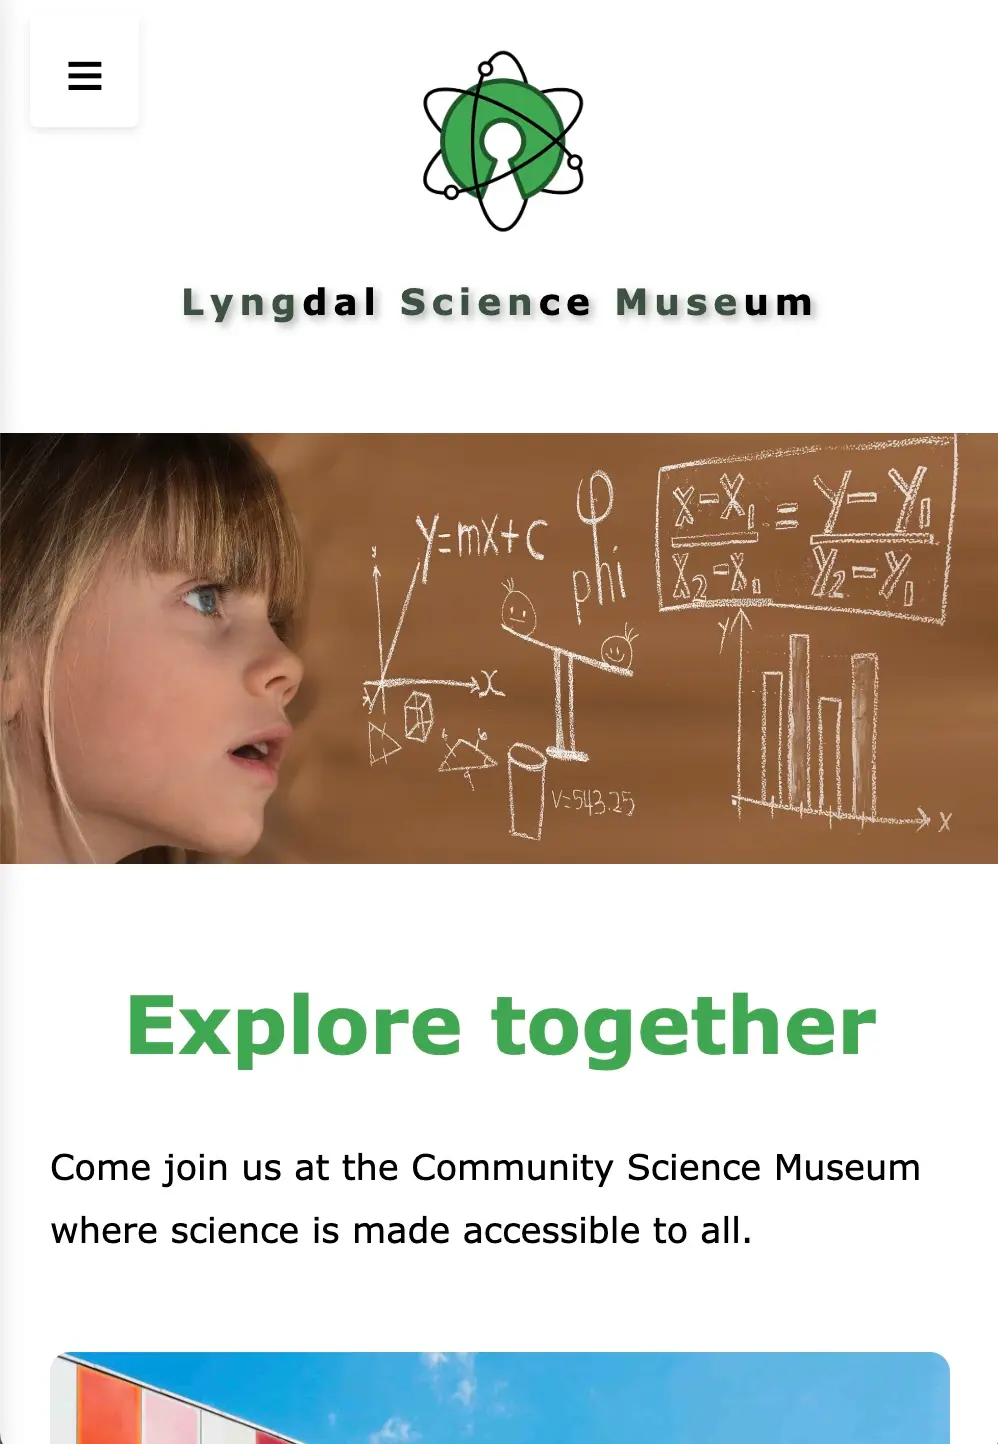 Lyngdal Science Museum
y
Y=mX+C
φ
phi
X-X₁ = Y-Y₁
X₂-X₁ Y₂-Y₁
y
x
V=543.25
x
Explore together
Come join us at the Community Science Museum
where science is made accessible to all.